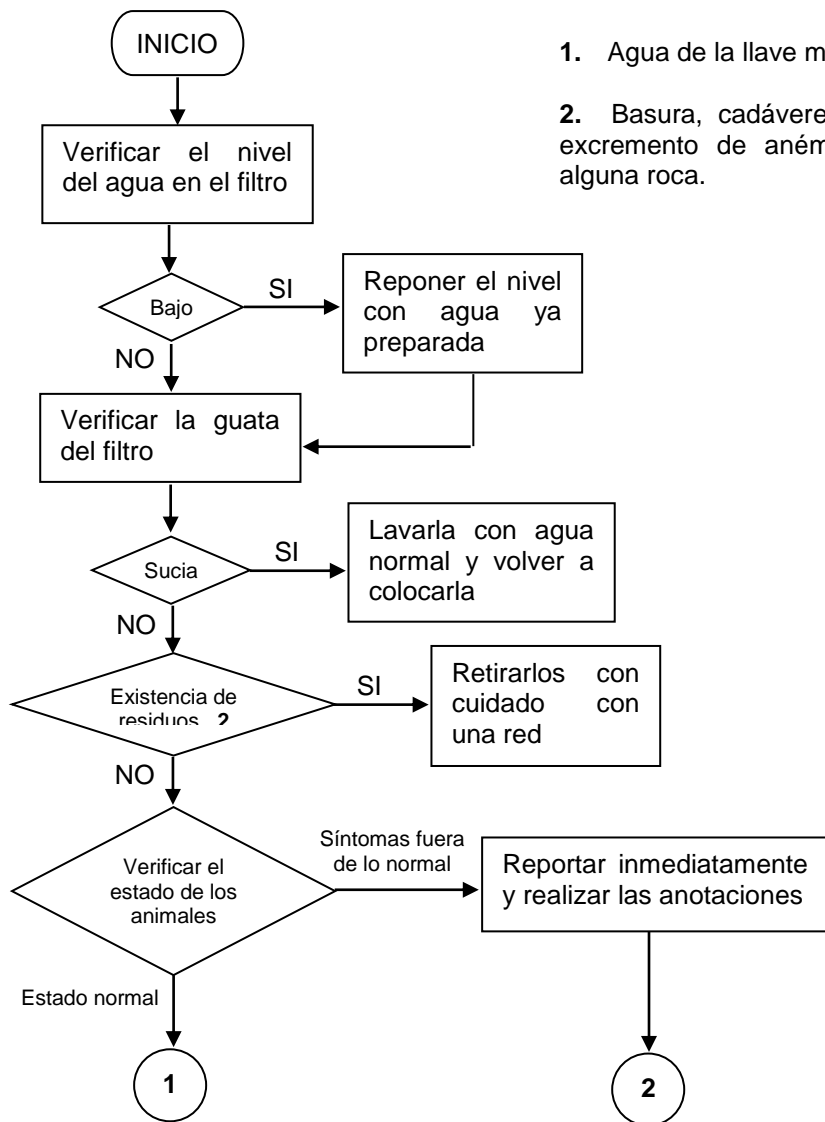 INICIO
1. Agua de la llave m
2. Basura, cadávere
excremento de aném
alguna roca.
Verificar el nivel
del agua en el filtro
Bajo
SI
Reponer el nivel
con agua ya
preparada
NO
Verificar la guata
del filtro
Sucia
SI
Lavarla con agua
normal y volver a
colocarla
NO
Existencia de
residuos 2
SI
Retirarlos con
cuidado con
una red
NO
Verificar el
estado de los
animales
Síntomas fuera
de lo normal
Reportar inmediatamente
y realizar las anotaciones
Estado normal
1
2